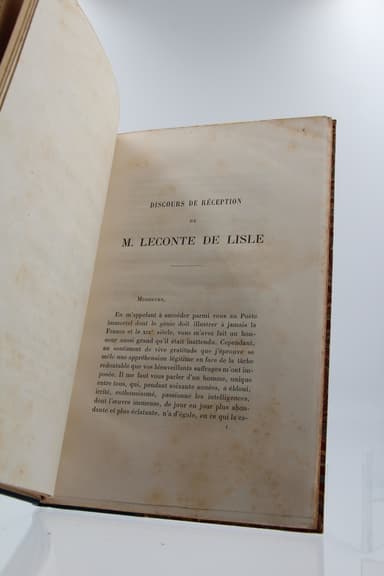 DISCOURS DE RÉCEPTION
DE
M. LECONTE DE LISLE
Messieurs,
En m'appelant à succéder parmi vous au Poète
immortel dont le génie doit illustrer à jamais la
France et le XIXe siècle, vous m'avez fait un hon-
neur aussi grand qu'il était inattendu. Cependant,
au sentiment de vive gratitude que j'éprouve se
mêle une appréhension légitime en face de la tâche
redoutable que vos bienveillants suffrages m'ont im-
posée. Il me faut vous parler d'un homme, unique
entre tous, qui, pendant soixante années, a ébloui,
irrité, enthousiasmé, passionné les intelligences,
dont l'œuvre immense, de jour en jour plus abon-
dante et plus éclatante, n'a d'égale, en ce qui la ca-
1